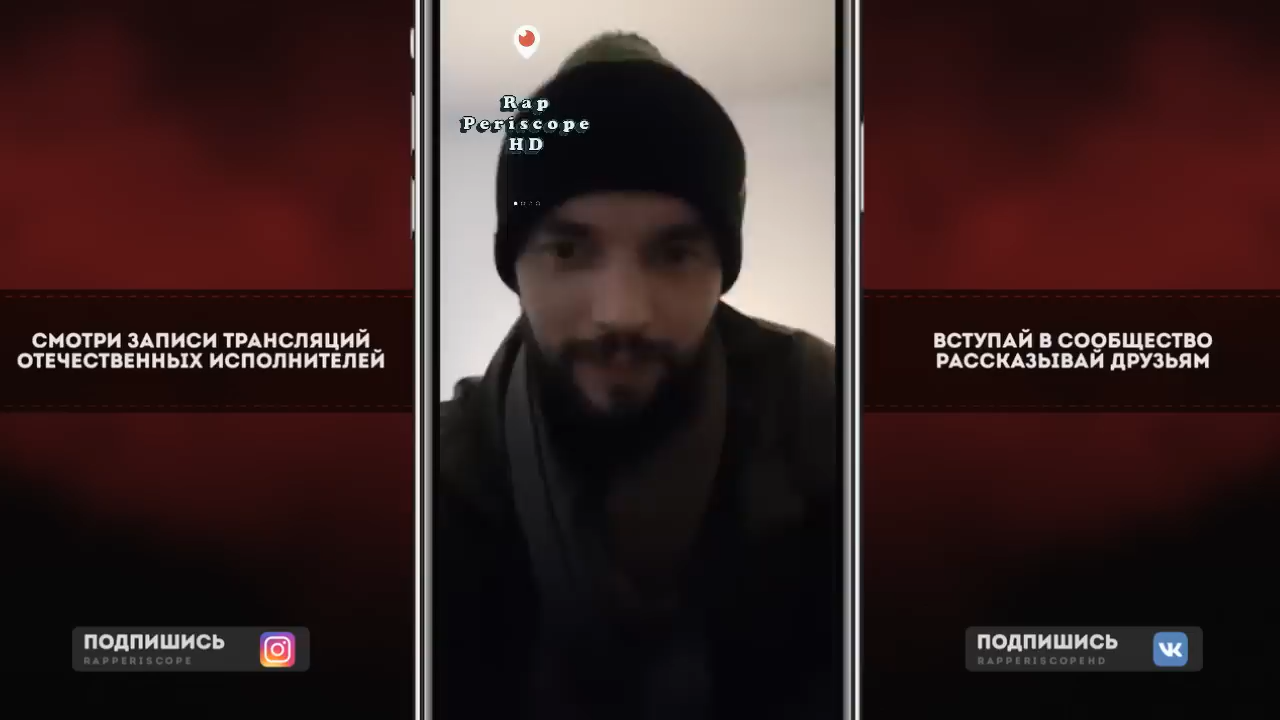 Rap
Periscope
HD
СМОТРИ ЗАПИСИ ТРАНСЛЯЦИЙ
ОТЕЧЕСТВЕННЫХ ИСПОЛНИТЕЛЕЙ
ВСТУПАЙ В СООБЩЕСТВО
РАССКАЗЫВАЙ ДРУЗЬЯМ
ПОДПИШИСЬ
RAPPERISCOPE
ПОДПИШИСЬ
RAPPERISCOPEHD